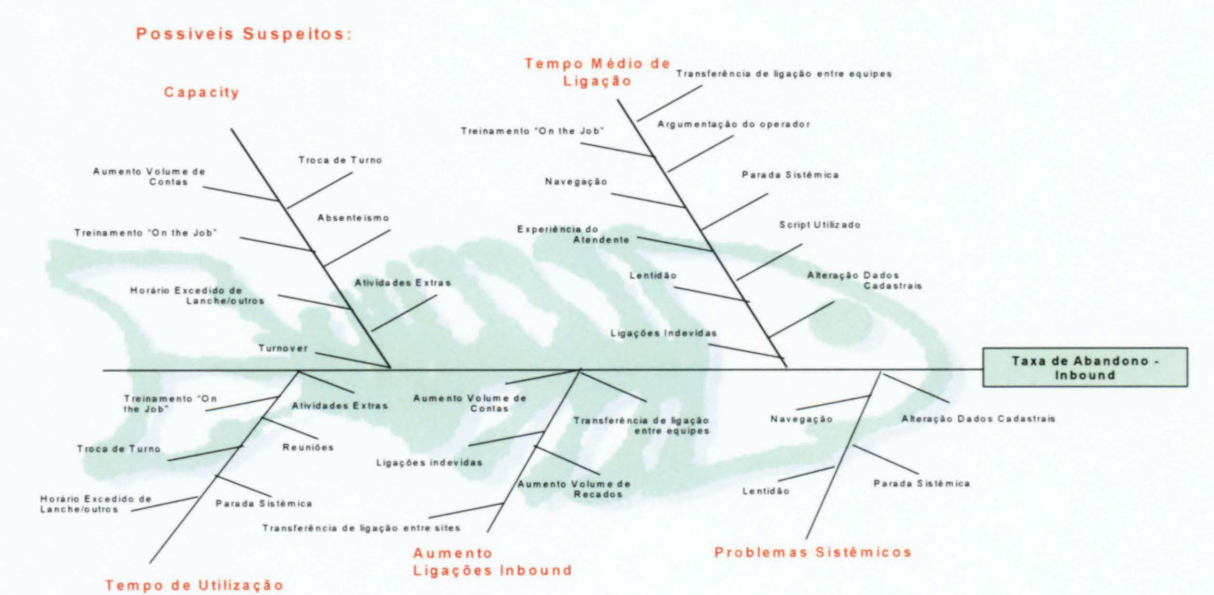 Possíveis Suspeitos:
Capacity
Aumento Volume de
Contas
Troca de Turno
Treinamento "On the Job"
Absenteísmo
Horário Excedido de
Lanche/outros
Atividades Extras
Turnover
Tempo Médio de
Ligação
Transferência de ligação entre equipes
Treinamento "On the Job"
Argumentação do operador
Navegação
Parada Sistêmica
Experiência do
Atendente
Script Utilizado
Lentidão
Alteração Dados
Cadastrais
Ligações Indevidas
Taxa de Abandono -
Inbound
Treinamento "On
the Job"
Atividades Extras
Troca de Turno
Reuniões
Horário Excedido de
Lanche/outros
Parada Sistêmica
Tempo de Utilização
Aumento Volume de
Contas
Transferência de ligação
entre equipes
Ligações indevidas
Aumento Volume de
Recados
Transferência de ligação entre sites
Aumento
Ligações Inbound
Navegação
Alteração Dados Cadastrais
Lentidão
Parada Sistêmica
Problemas Sistêmicos